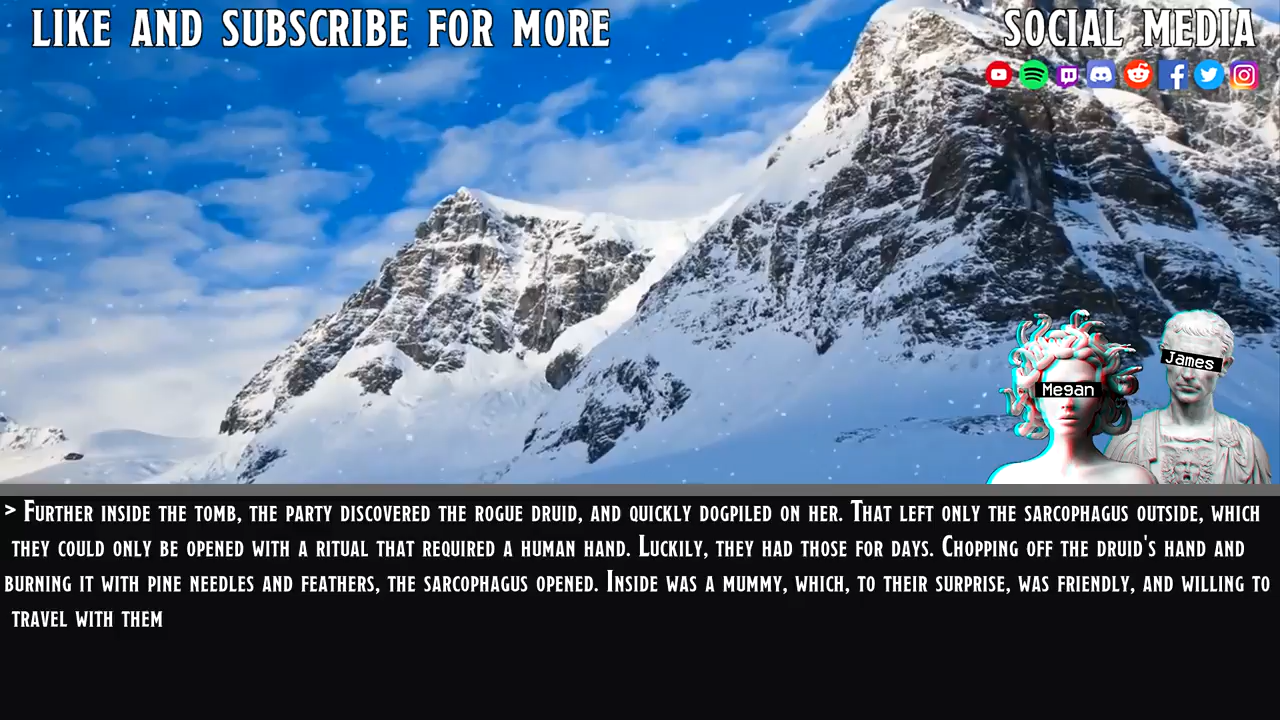 LIKE AND SUBSCRIBE FOR MORE
SOCIAL MEDIA
Megan
James
> Further inside the tomb, the party discovered the rogue druid, and quickly dogpiled on her. That left only the sarcophagus outside, which
they could only be opened with a ritual that required a human hand. Luckily, they had those for days. Chopping off the druid's hand and
burning it with pine needles and feathers, the sarcophagus opened. Inside was a mummy, which, to their surprise, was friendly, and willing to
travel with them